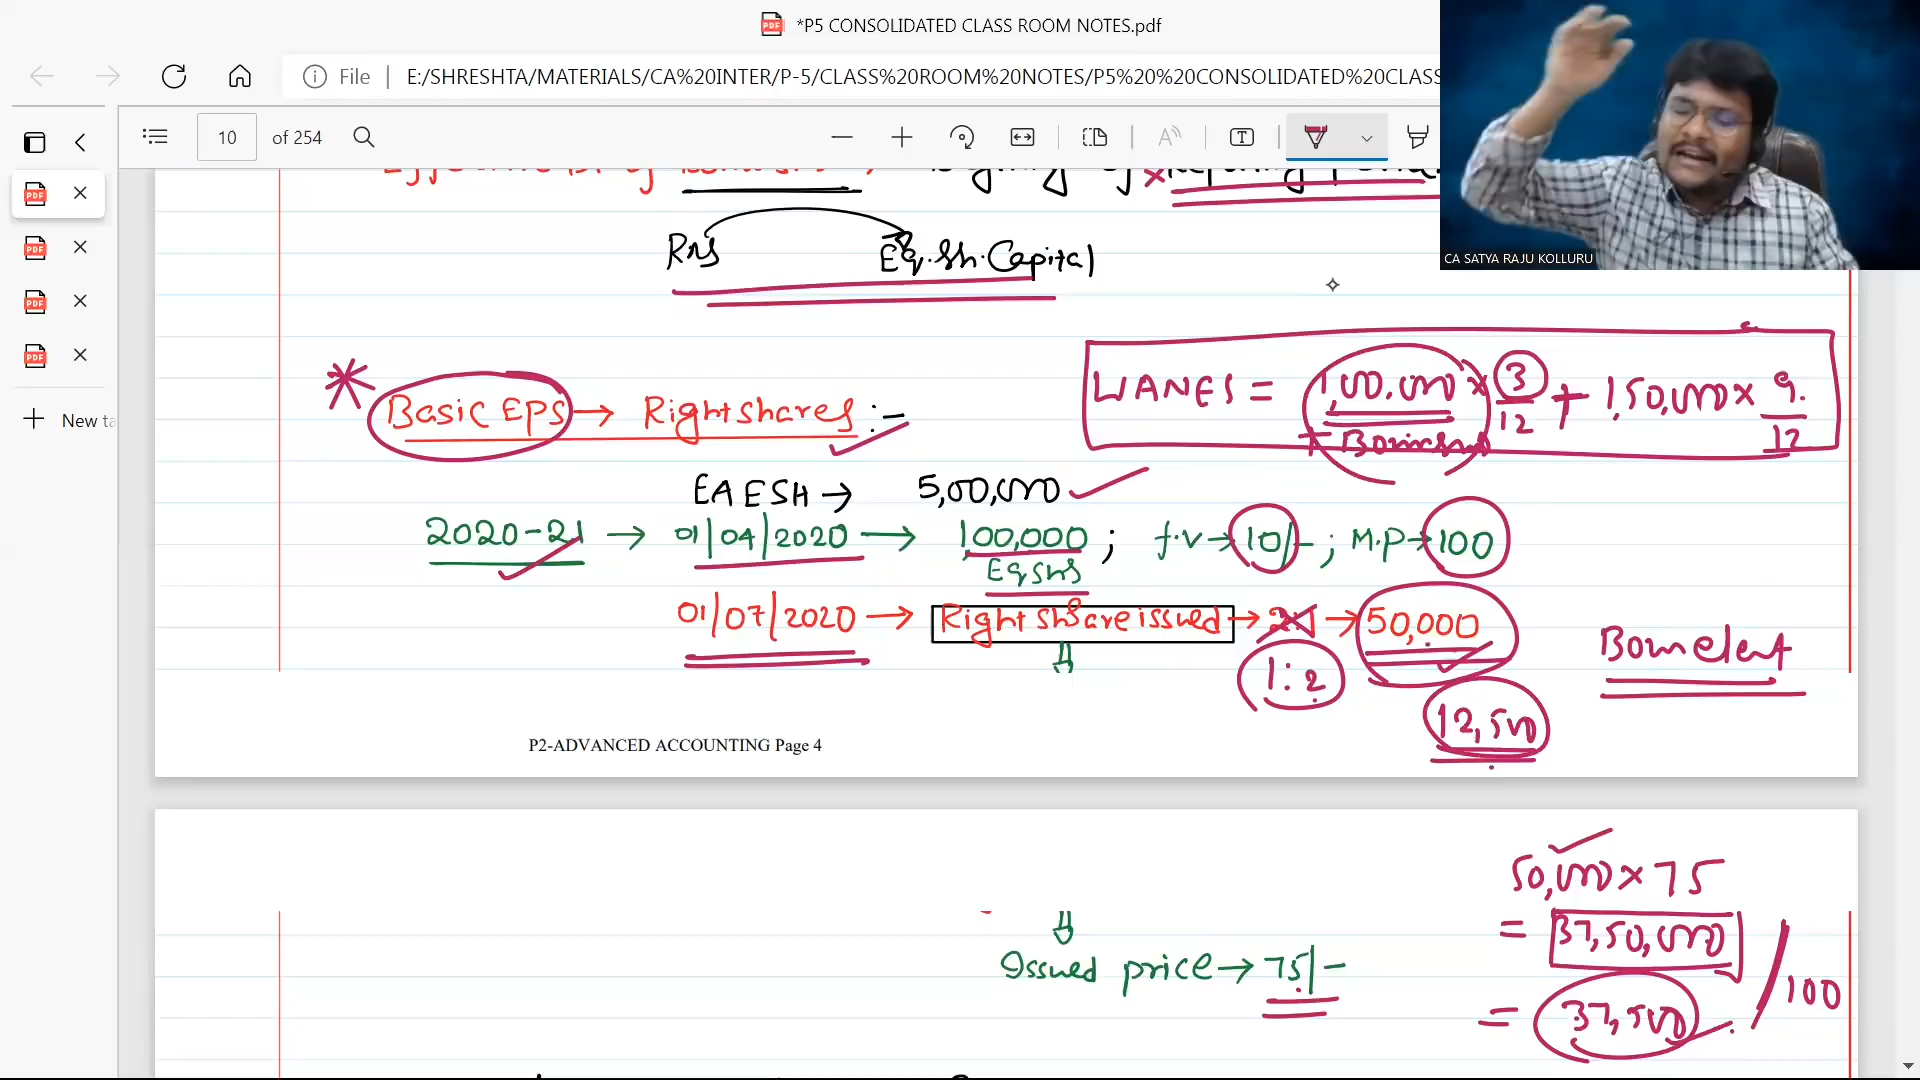 *P5 CONSOLIDATED CLASS ROOM NOTES.pdf
File | E:/SHRESHTA/MATERIALS/CA%20INTER/P-5/CLASS%20ROOM%20NOTES/P5%20%20CONSOLIDATED%20CLASS
10 of 254
CA SATYA RAJU KOLLURU
New ta
Eq.Sh.Capital
WANES = 1,00,000 × 3/12 + 1,50,000 × 9/12
+
* Basic EPS → Right shares :-
EAESH → 5,00,000
2020-21 → 01/04/2020 → 1,00,000 ; f.v → 10/- ; M.P → 100
Eq shs
01/07/2020 → Right share issued → → 50,000
1:2
12,500
P2-ADVANCED ACCOUNTING Page 4
50,000 × 75
= 37,50,000
/100
= 37,500
Issued price → 75/-